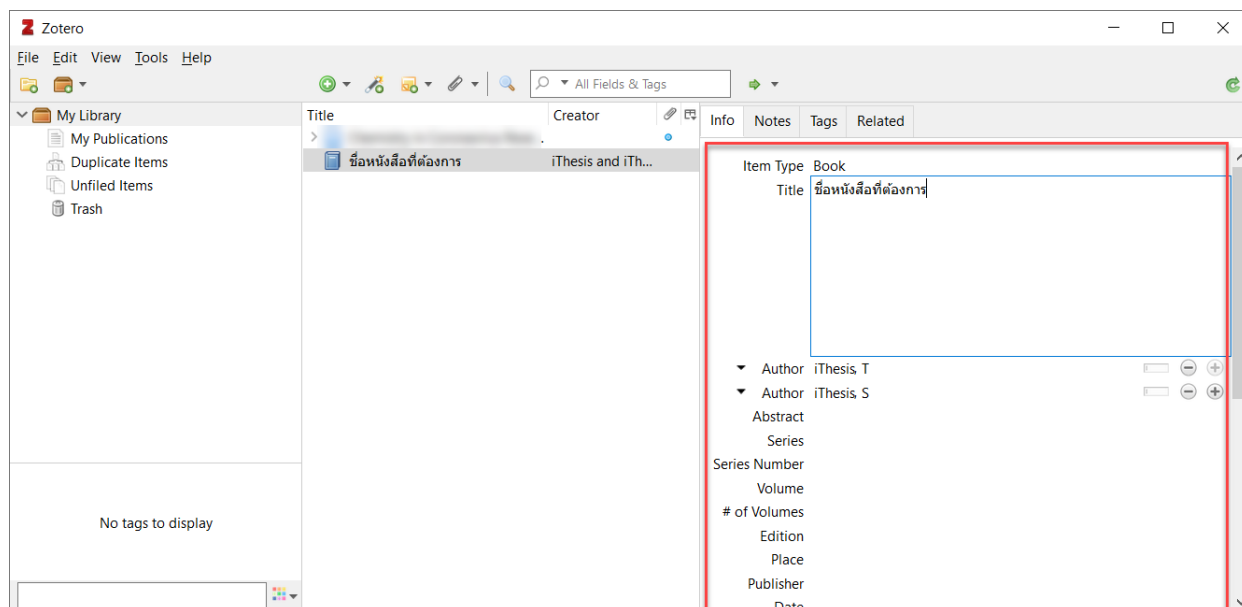 Zotero
File Edit View Tools Help
All Fields & Tags
My Library
My Publications
Duplicate Items
Unfiled Items
Trash
No tags to display
Title Creator
.
ชื่อหนังสือที่ต้องการ iThesis and iTh...
Info Notes Tags Related
Item Type Book
Title ชื่อหนังสือที่ต้องการ
Author iThesis, T
Author iThesis, S
Abstract
Series
Series Number
Volume
# of Volumes
Edition
Place
Publisher
Date